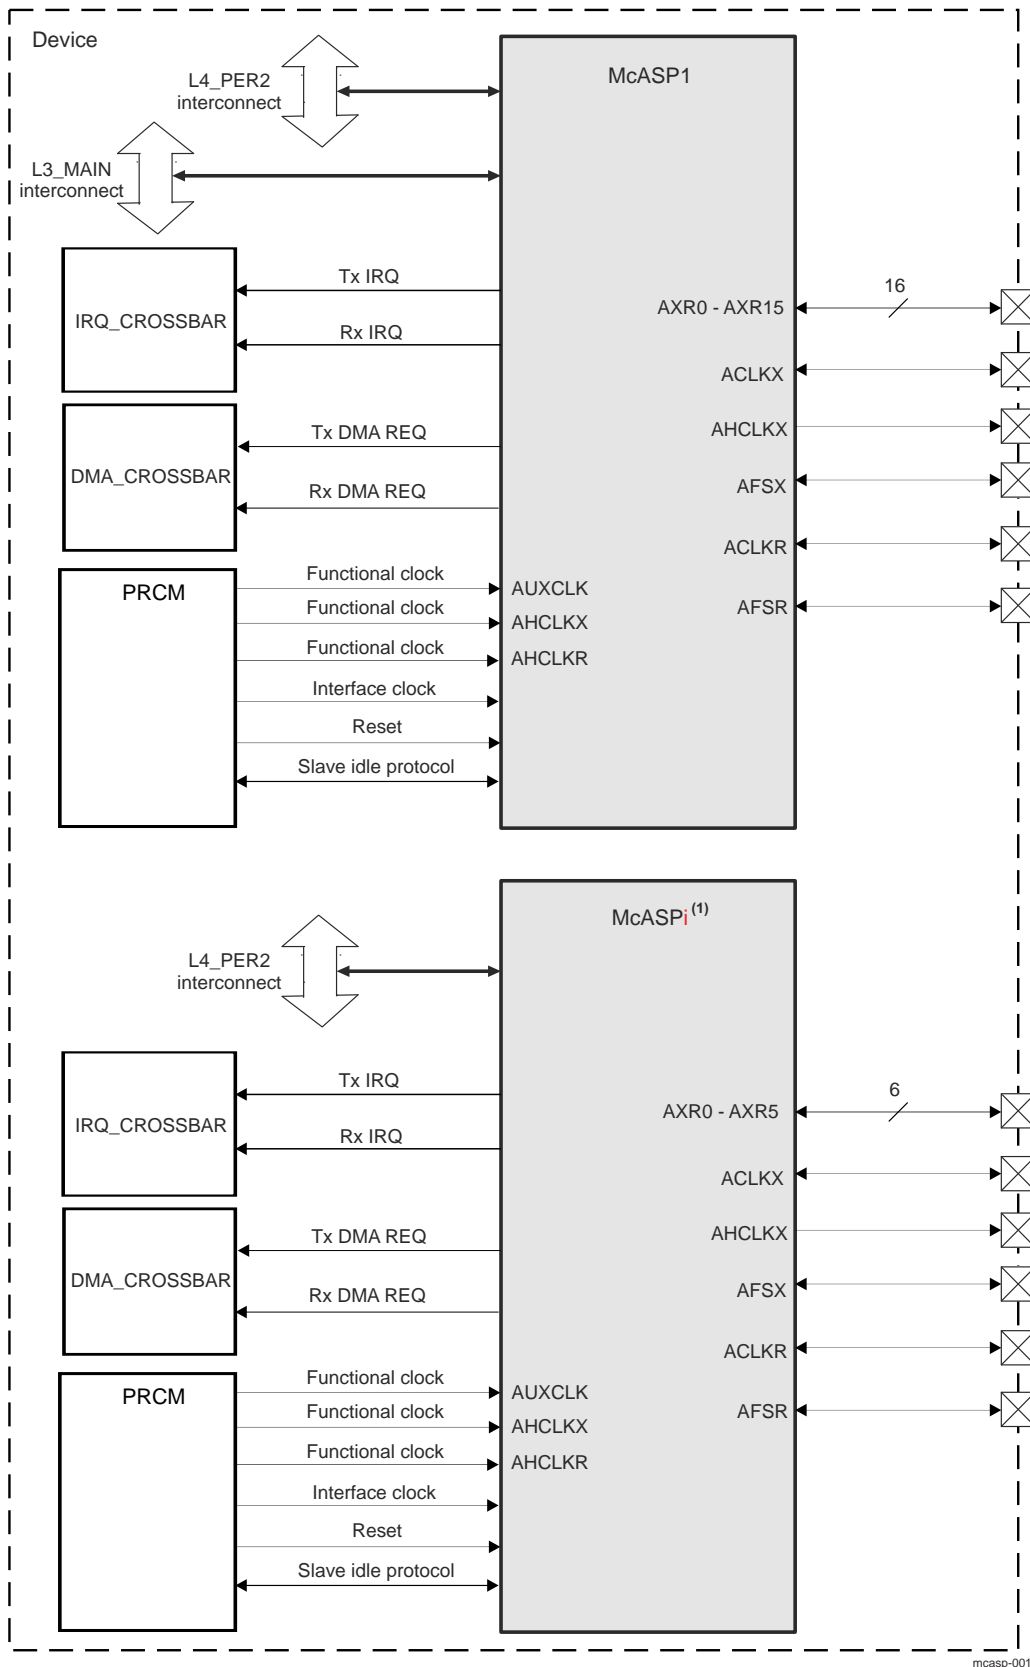 Device
McASP1
L4_PER2
interconnect
L3_MAIN
interconnect
IRQ_CROSSBAR
Tx IRQ
Rx IRQ
DMA_CROSSBAR
Tx DMA REQ
Rx DMA REQ
PRCM
Functional clock
Functional clock
Functional clock
Interface clock
Reset
Slave idle protocol
AUXCLK
AHCLKX
AHCLKR
AXR0 - AXR15
16
ACLKX
AHCLKX
AFSX
ACLKR
AFSR
McASPi (1)
L4_PER2
interconnect
IRQ_CROSSBAR
Tx IRQ
Rx IRQ
DMA_CROSSBAR
Tx DMA REQ
Rx DMA REQ
PRCM
Functional clock
Functional clock
Functional clock
Interface clock
Reset
Slave idle protocol
AUXCLK
AHCLKX
AHCLKR
AXR0 - AXR5
6
ACLKX
AHCLKX
AFSX
ACLKR
AFSR
mcasp-001